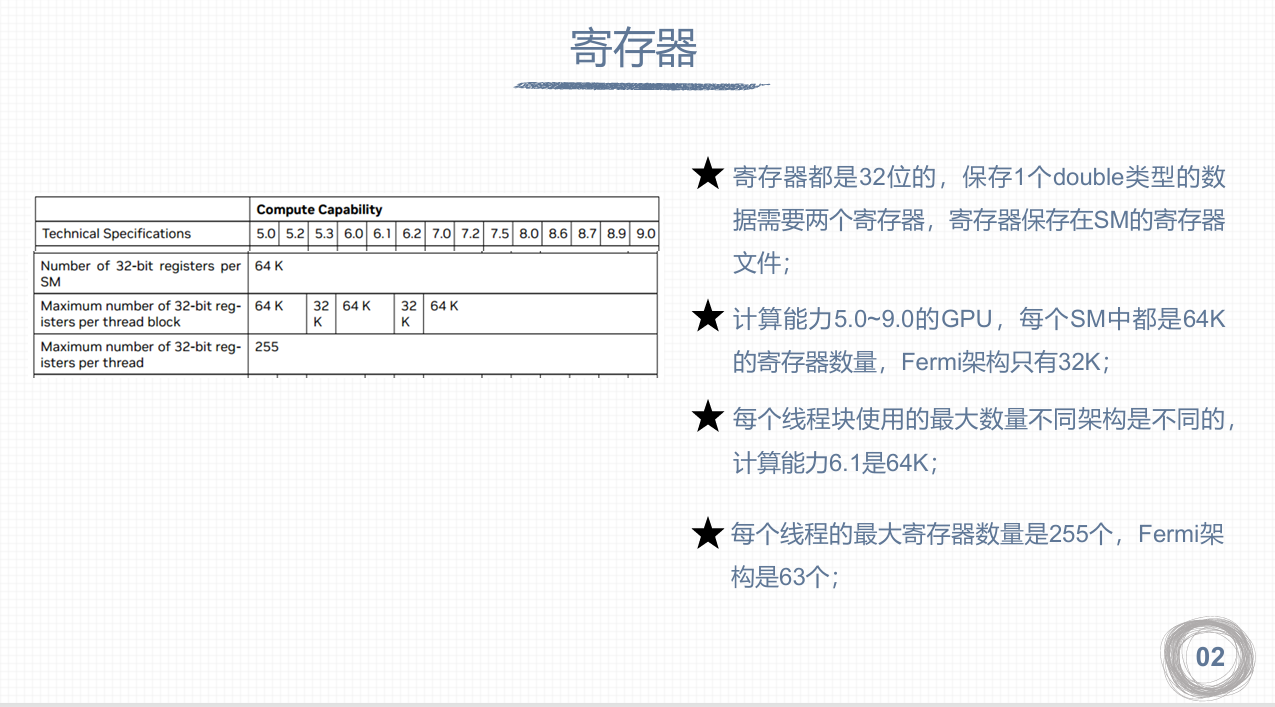 寄存器
Compute Capability
Technical Specifications 5.0 5.2 5.3 6.0 6.1 6.2 7.0 7.2 7.5 8.0 8.6 8.7 8.9 9.0
Number of 32-bit registers per 64 K
SM
Maximum number of 32-bit reg- 64 K 32 64 K 32 64 K
isters per thread block K K
Maximum number of 32-bit reg- 255
isters per thread
寄存器都是32位的，保存1个double类型的数
据需要两个寄存器，寄存器保存在SM的寄存器
文件；
计算能力5.0~9.0的GPU，每个SM中都是64K
的寄存器数量，Fermi架构只有32K；
每个线程块使用的最大数量不同架构是不同的，
计算能力6.1是64K；
每个线程的最大寄存器数量是255个，Fermi架
构是63个；
02